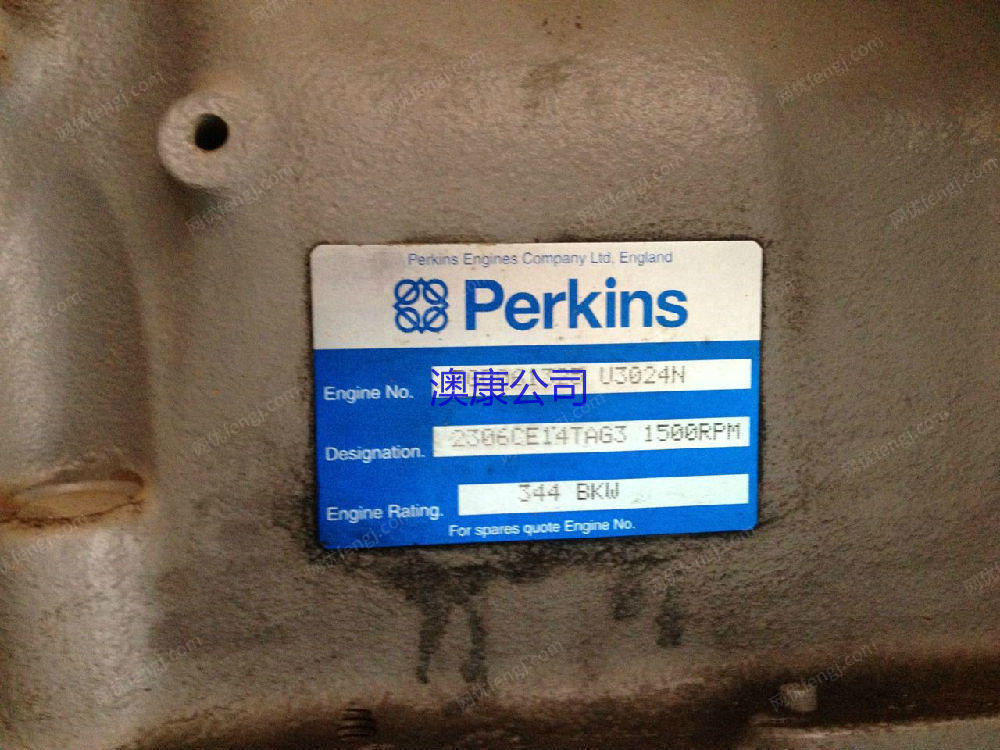 Perkins Engines Company Ltd, England
Perkins
Engine No. U3024N
澳康公司
Designation. 2306CE14TAG3 1500RPM
Engine Rating. 344 BKW
For spares quote Engine No.